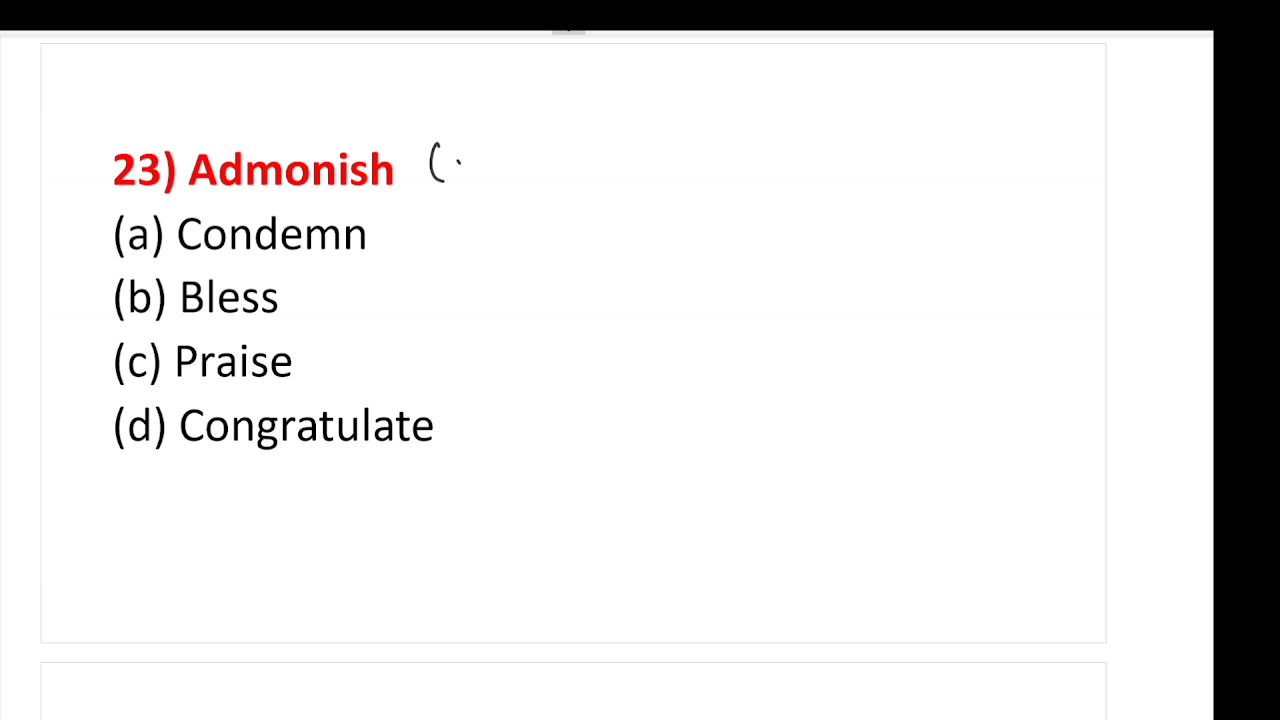 23) Admonish (
(a) Condemn
(b) Bless
(c) Praise
(d) Congratulate